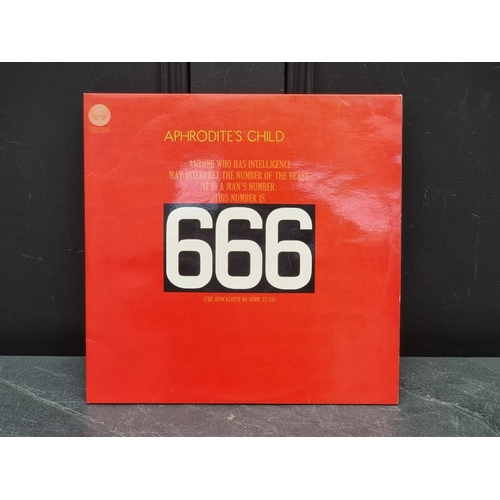 APHRODITE'S CHILD
ANYONE WHO HAS INTELLIGENCE
MAY INTERPRET THE NUMBER OF THE BEAST
IT IS A MAN'S NUMBER.
THIS NUMBER IS
666
(THE APOCALYPSE OF JOHN 13/18)